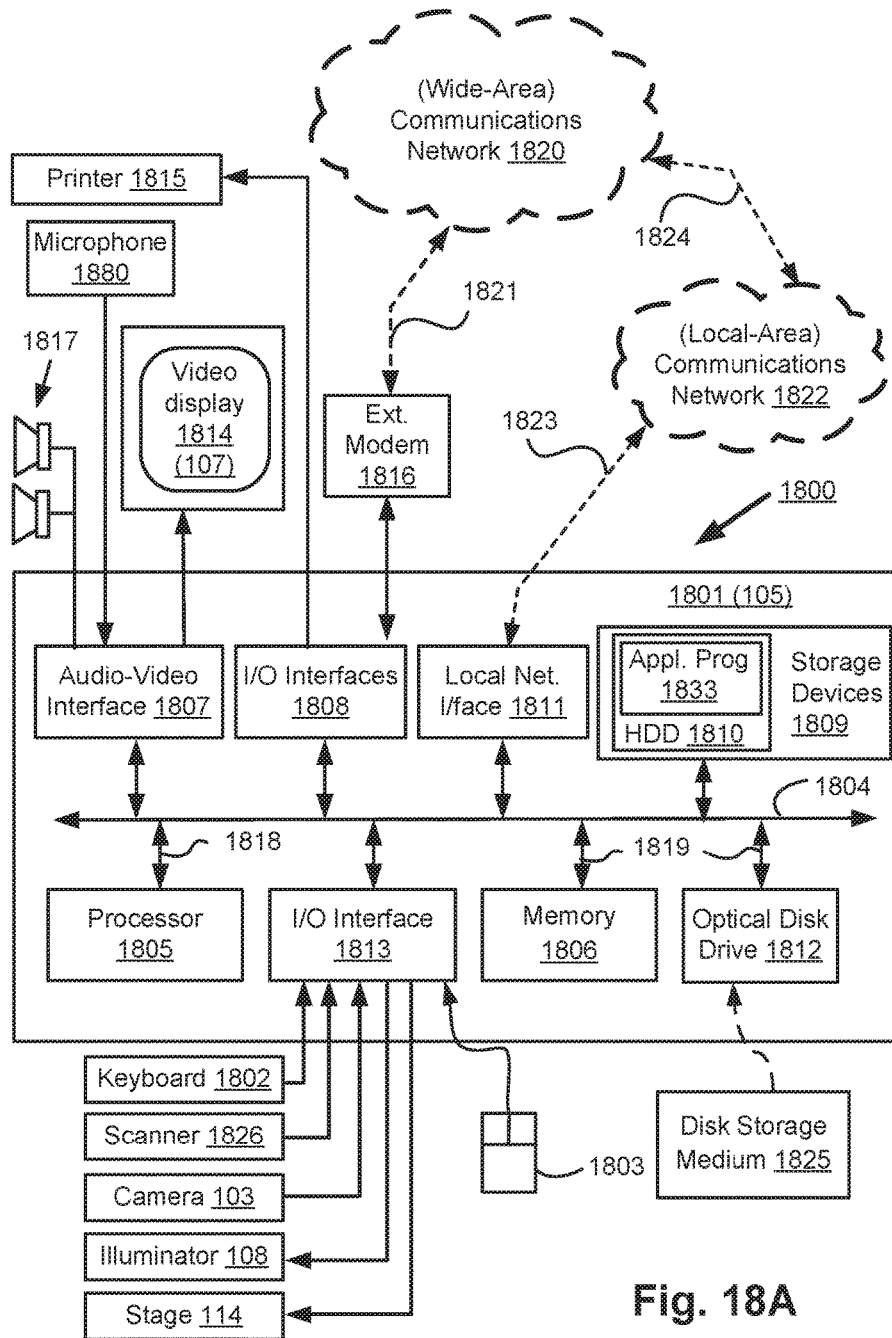 (Wide-Area)
Communications
Network 1820
Printer 1815
Microphone
1880
1817
Video
display
1814
(107)
1821
1824
Ext.
Modem
1816
(Local-Area)
Communications
Network 1822
1823
1800
1801 (105)
Audio-Video
Interface 1807
I/O Interfaces
1808
Local Net.
I/face 1811
Appl. Prog
1833
HDD 1810
Storage
Devices
1809
1804
1818
1819
Processor
1805
I/O Interface
1813
Memory
1806
Optical Disk
Drive 1812
Keyboard 1802
Scanner 1826
Camera 103
Illuminator 108
Stage 114
1803
Disk Storage
Medium 1825
Fig. 18A